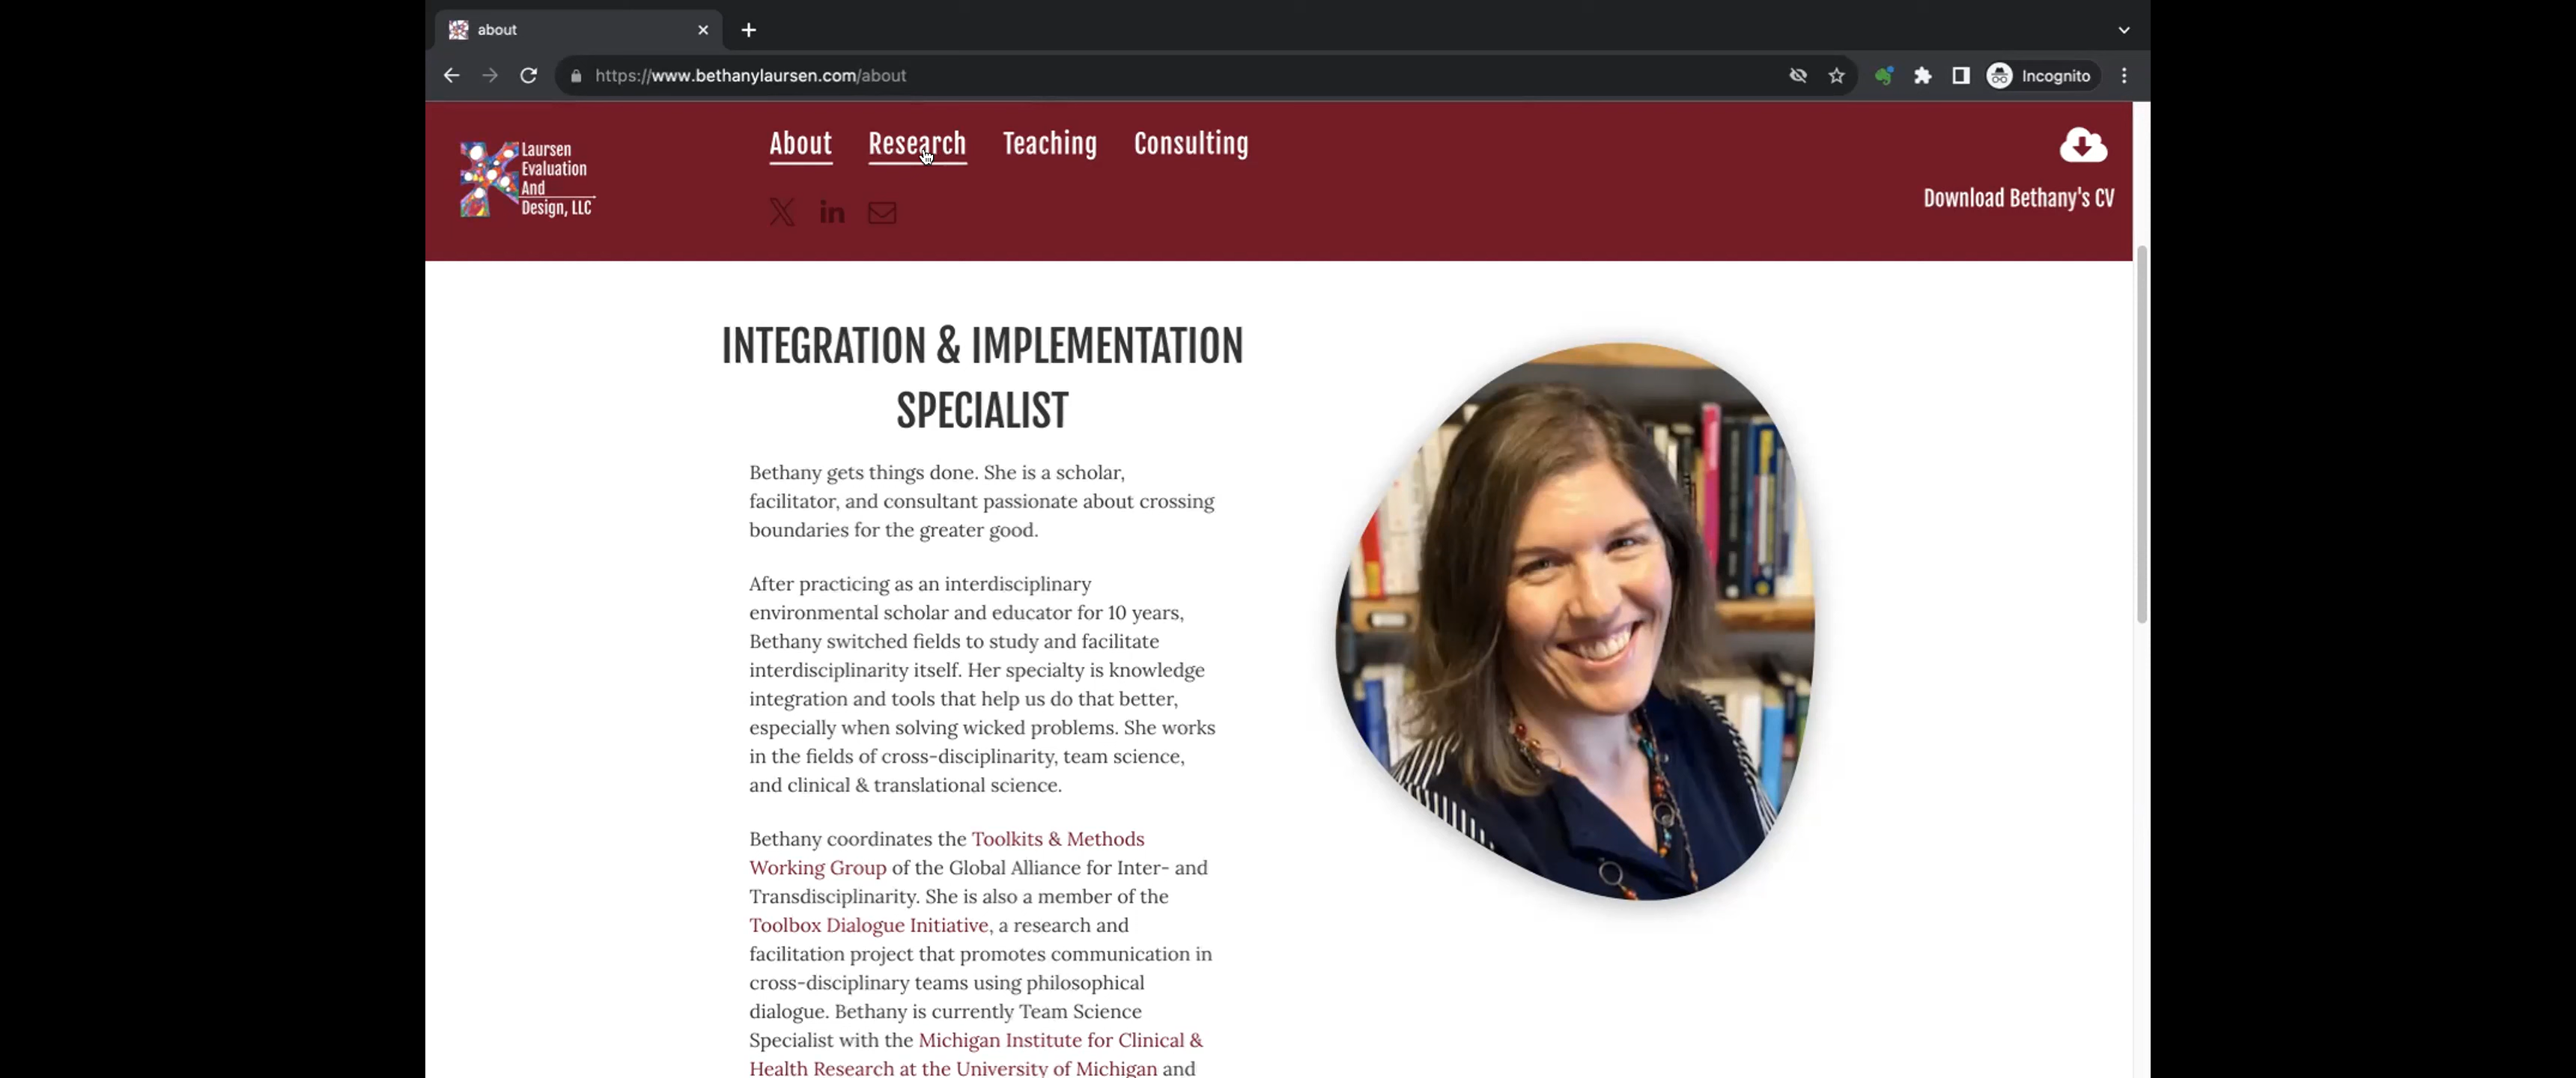 about
https://www.bethanylaursen.com/about
Incognito
Laursen
Evaluation
And
Design, LLC
About Research Teaching Consulting
Download Bethany's CV
INTEGRATION & IMPLEMENTATION
SPECIALIST
Bethany gets things done. She is a scholar,
facilitator, and consultant passionate about crossing
boundaries for the greater good.
After practicing as an interdisciplinary
environmental scholar and educator for 10 years,
Bethany switched fields to study and facilitate
interdisciplinarity itself. Her specialty is knowledge
integration and tools that help us do that better,
especially when solving wicked problems. She works
in the fields of cross-disciplinarity, team science,
and clinical & translational science.
Bethany coordinates the Toolkits & Methods
Working Group of the Global Alliance for Inter- and
Transdisciplinarity. She is also a member of the
Toolbox Dialogue Initiative, a research and
facilitation project that promotes communication in
cross-disciplinary teams using philosophical
dialogue. Bethany is currently Team Science
Specialist with the Michigan Institute for Clinical &
Health Research at the University of Michigan and